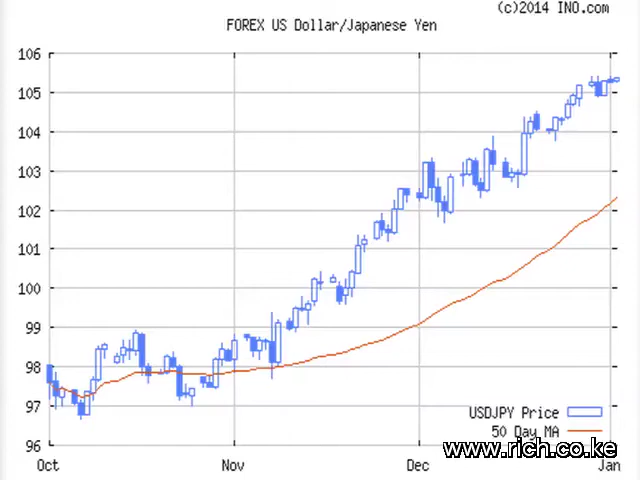 (c)2014 INO.com
FOREX US Dollar/Japanese Yen
106
105
104
103
102
101
100
99
98
97
96
USDJPY Price
50 Day MA
www.rich.co.ke
Oct
Nov
Dec
Jan